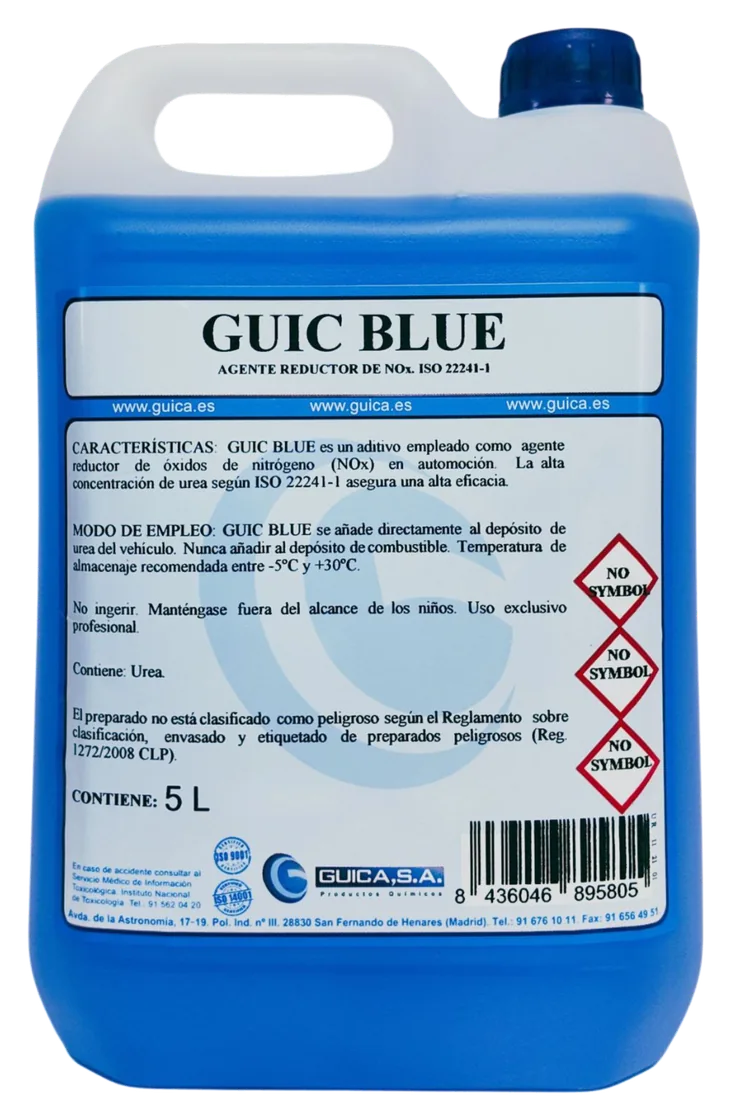 GUIC BLUE
AGENTE REDUCTOR DE NOx. ISO 22241-1
www.guica.es www.guica.es www.guica.es
CARACTERÍSTICAS: GUIC BLUE es un aditivo empleado como agente
reductor de óxidos de nitrógeno (NOx) en automoción. La alta
concentración de urea según ISO 22241-1 asegura una alta eficacia.
MODO DE EMPLEO: GUIC BLUE se añade directamente al depósito de
urea del vehículo. Nunca añadir al depósito de combustible. Temperatura de
almacenaje recomendada entre -5ºC y +30ºC.
No ingerir. Manténgase fuera del alcance de los niños. Uso exclusivo
profesional.
Contiene: Urea.
El preparado no está clasificado como peligroso según el Reglamento sobre
clasificación, envasado y etiquetado de preparados peligrosos (Reg.
1272/2008 CLP).
NO
SYMBOL
NO
SYMBOL
NO
SYMBOL
CONTIENE: 5 L
En caso de accidente consultar al
Servicio Médico de Información
Toxicológica. Instituto Nacional
de Toxicología Tel.: 91 562 04 20
ISO 9001
ISO 14001
GUICA,S.A.
Productos Químicos
8 436046 895805
Avda. de la Astronomía, 17-19. Pol. Ind. nº III. 28830 San Fernando de Henares (Madrid). Tel.: 91 676 10 11. Fax: 91 656 49 51